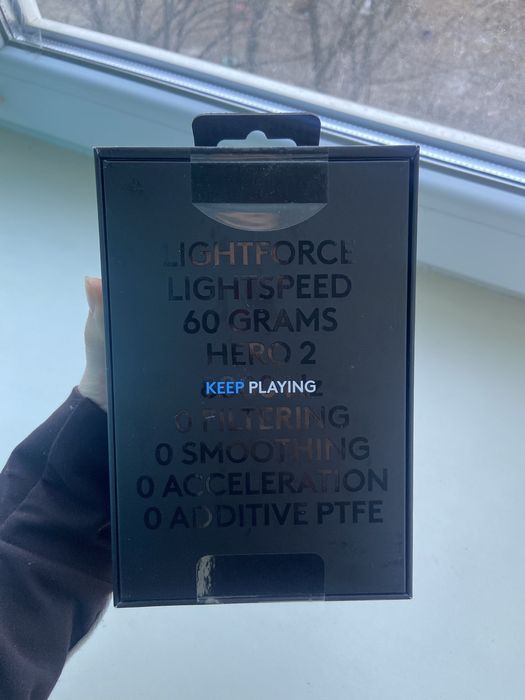 LIGHTFORCE
LIGHTSPEED
60 GRAMS
HERO 2
KEEP PLAYING
0 FILTERING
0 SMOOTHING
0 ACCELERATION
0 ADDITIVE PTFE